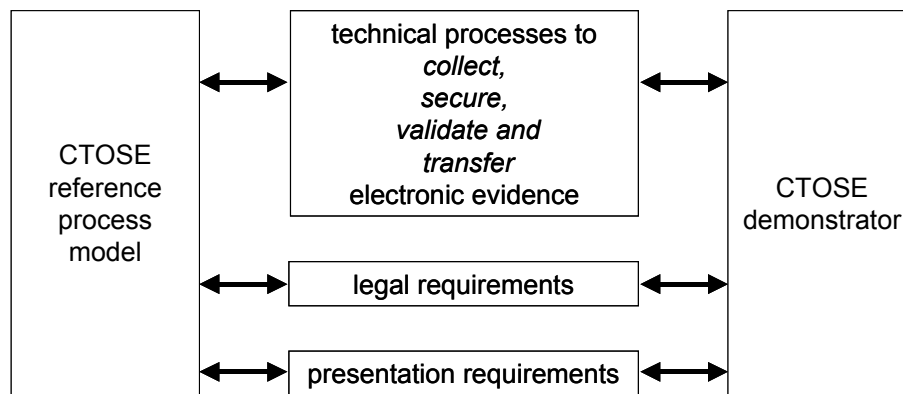 CTOSE
reference
process
model
technical processes to
collect,
secure,
validate and
transfer
electronic evidence
legal requirements
presentation requirements
CTOSE
demonstrator